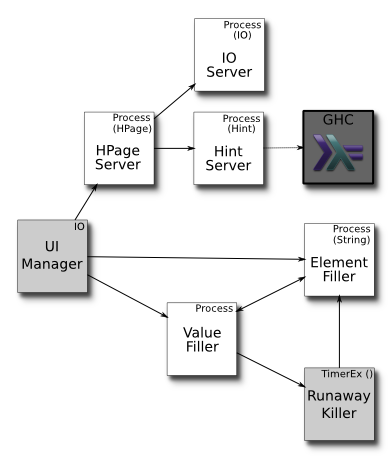 Process
(IO)
IO
Server
Process
(HPage)
HPage
Server
Process
(Hint)
Hint
Server
GHC
IO
UI
Manager
Process
(String)
Element
Filler
Process
Value
Filler
TimerEx ()
Runaway
Killer